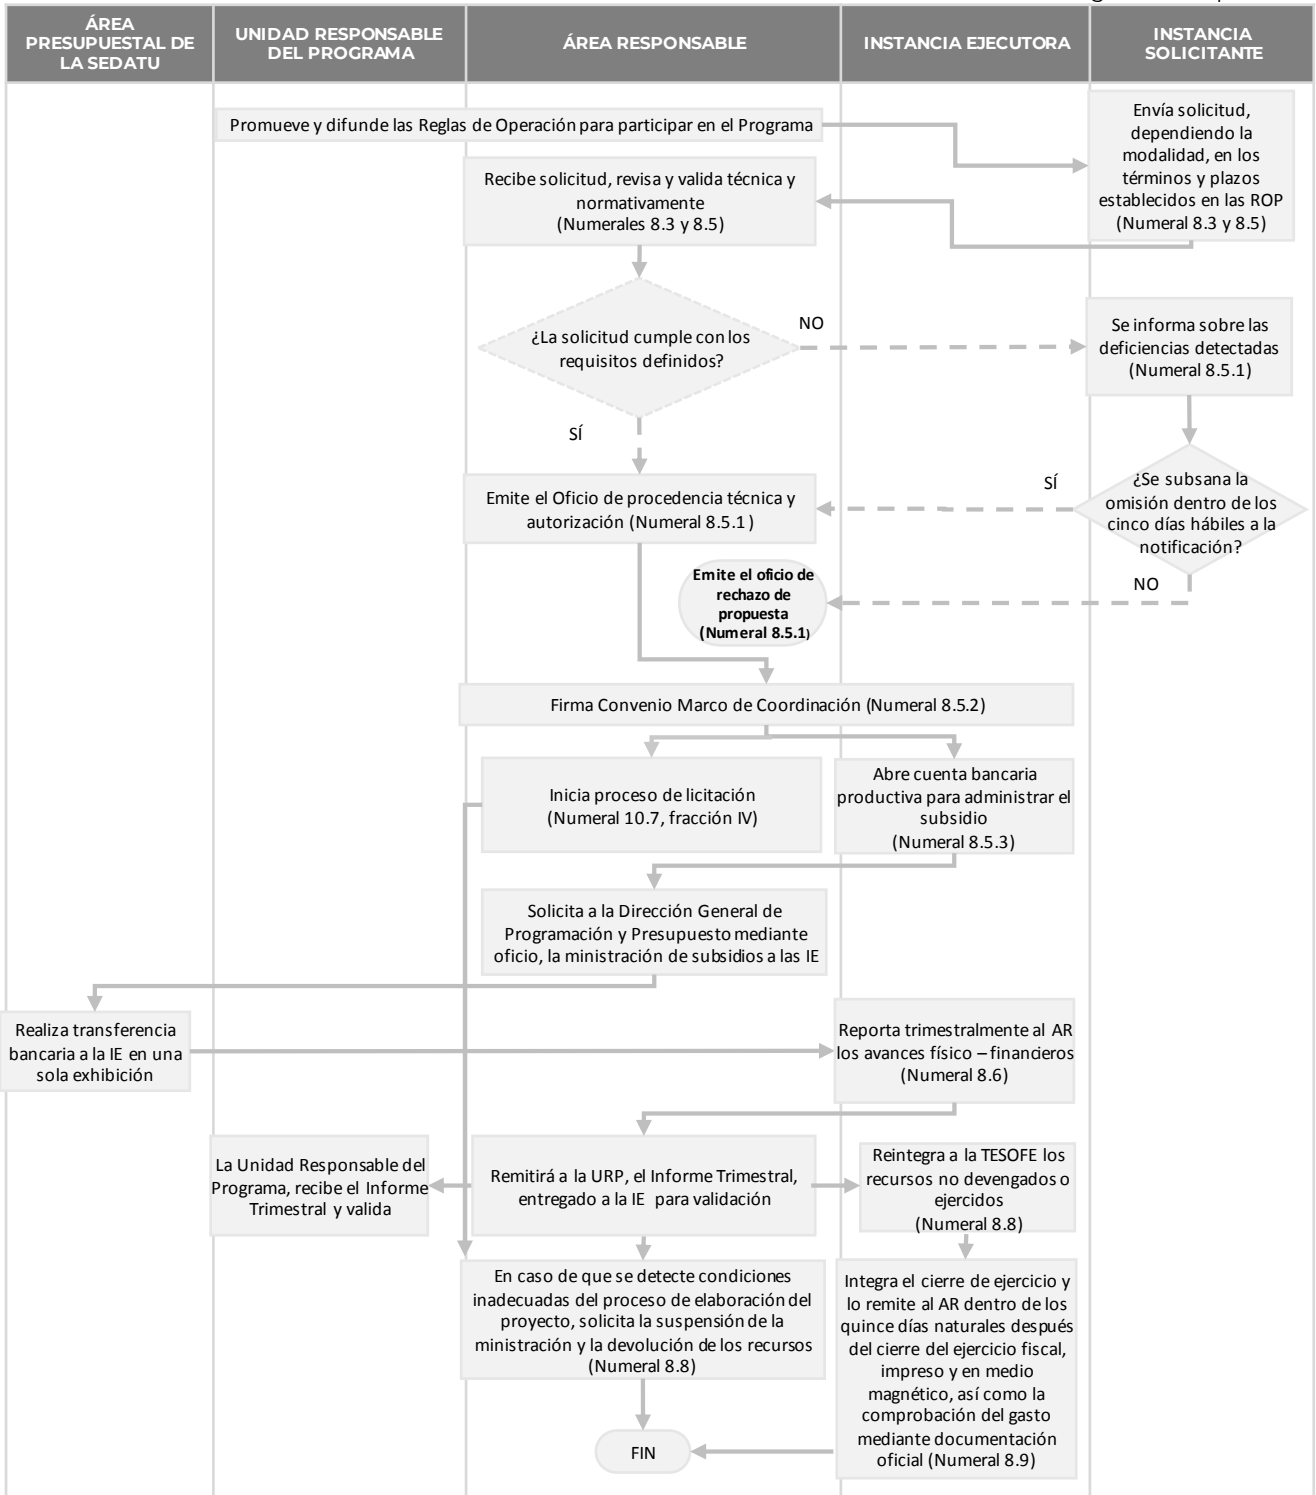 ÁREA
PRESUPUESTAL DE
LA SEDATU
UNIDAD RESPONSABLE
DEL PROGRAMA
ÁREA RESPONSABLE
INSTANCIA EJECUTORA
INSTANCIA
SOLICITANTE
Promueve y difunde las Reglas de Operación para participar en el Programa
Envía solicitud,
dependiendo la
modalidad, en los
términos y plazos
establecidos en las ROP
(Numeral 8.3 y 8.5)
Recibe solicitud, revisa y valida técnica y
normativamente
(Numerales 8.3 y 8.5)
¿La solicitud cumple con los
requisitos definidos?
NO
Se informa sobre las
deficiencias detectadas
(Numeral 8.5.1)
SÍ
¿Se subsana la
omisión dentro de los
cinco días hábiles a la
notificación?
SÍ
Emite el Oficio de procedencia técnica y
autorización (Numeral 8.5.1 )
NO
Emite el oficio de
rechazo de
propuesta
(Numeral 8.5.1)
Firma Convenio Marco de Coordinación (Numeral 8.5.2)
Inicia proceso de licitación
(Numeral 10.7, fracción IV)
Abre cuenta bancaria
productiva para administrar el
subsidio
(Numeral 8.5.3)
Solicita a la Dirección General de
Programación y Presupuesto mediante
oficio, la ministración de subsidios a las IE
Realiza transferencia
bancaria a la IE en una
sola exhibición
Reporta trimestralmente al AR
los avances físico – financieros
(Numeral 8.6)
La Unidad Responsable del
Programa, recibe el Informe
Trimestral y valida
Remitirá a la URP, el Informe Trimestral,
entregado a la IE para validación
Reintegra a la TESOFE los
recursos no devengados o
ejercidos
(Numeral 8.8)
En caso de que se detecte condiciones
inadecuadas del proceso de elaboración del
proyecto, solicita la suspensión de la
ministración y la devolución de los recursos
(Numeral 8.8)
Integra el cierre de ejercicio y
lo remite al AR dentro de los
quince días naturales después
del cierre del ejercicio fiscal,
impreso y en medio
magnético, así como la
comprobación del gasto
mediante documentación
oficial (Numeral 8.9)
FIN